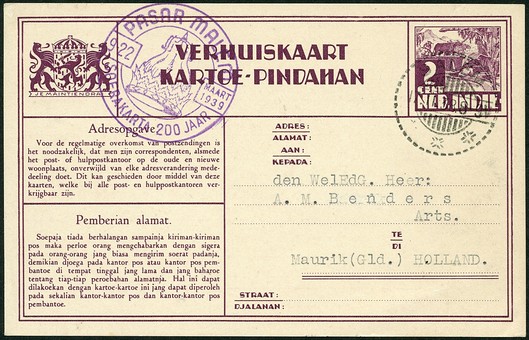 JE MAINTIENDRAI
PASAR MALEM
DJOKJAKARTA 200 JAAR
22
MAART
1939
VERHUISKAART
KARTOE-PINDAHAN
2
CENT
NED. INDIE
Adresopgave
Voor de regelmatige overkomst van postzendingen is
het noodzakelijk, dat men zijn correspondenten, alsmede
het post- of hulppostkantoor op de oude en nieuwe
woonplaats, onverwijld van elke adresverandering mede-
deeling doet. Dit kan geschieden door middel van deze
kaarten, welke bij alle post- en hulppostkantoren ver-
krijgbaar zijn.
Pemberian alamat.
Soepaja tiada berhalangan sampainja kiriman-kiriman
pos maka perloe orang mengchabarkan dengan sigera
pada orang-orang jang biasa mengirim soerat padanja,
demikian djoega pada kantor pos atau kantor pos pem-
bantoe di tempat tinggal jang lama dan jang baharoe
tentang tiap-tiap perobahan alamatnja. Hal ini dapat
dilakoekan dengan kartoe-kartoe ini jang dapat diperoleh
pada sekalian kantor-kantor pos dan kantor-kantor pos
pembantoe.
ADRES:
ALAMAT:
AAN:
KEPADA:
den WelEdG. Heer:
A. M. Benders
Arts.
TE
DI
Maurik(Gld.) HOLLAND.
STRAAT:
DJALANAN: